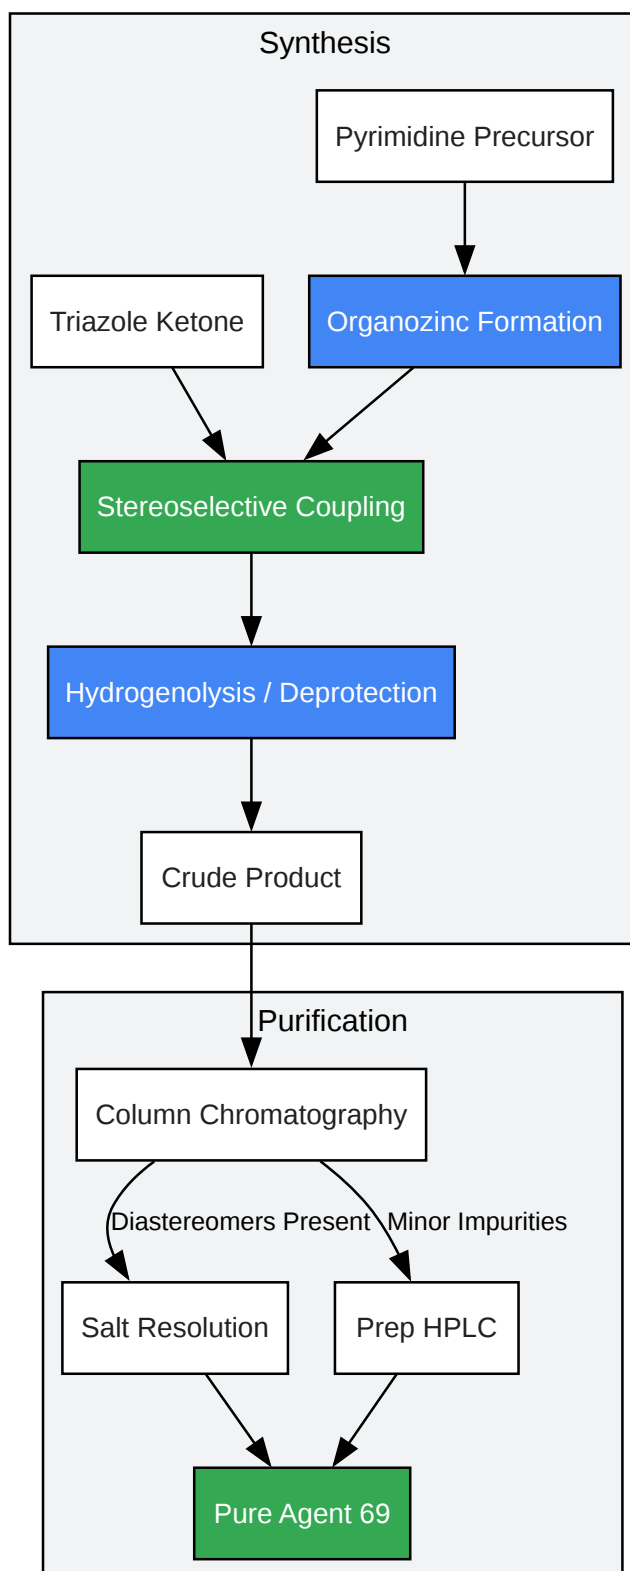 Synthesis
Pyrimidine Precursor
Triazole Ketone
Organozinc Formation
Stereoselective Coupling
Hydrogenolysis / Deprotection
Crude Product
Purification
Column Chromatography
Diastereomers Present
Minor Impurities
Salt Resolution
Prep HPLC
Pure Agent 69